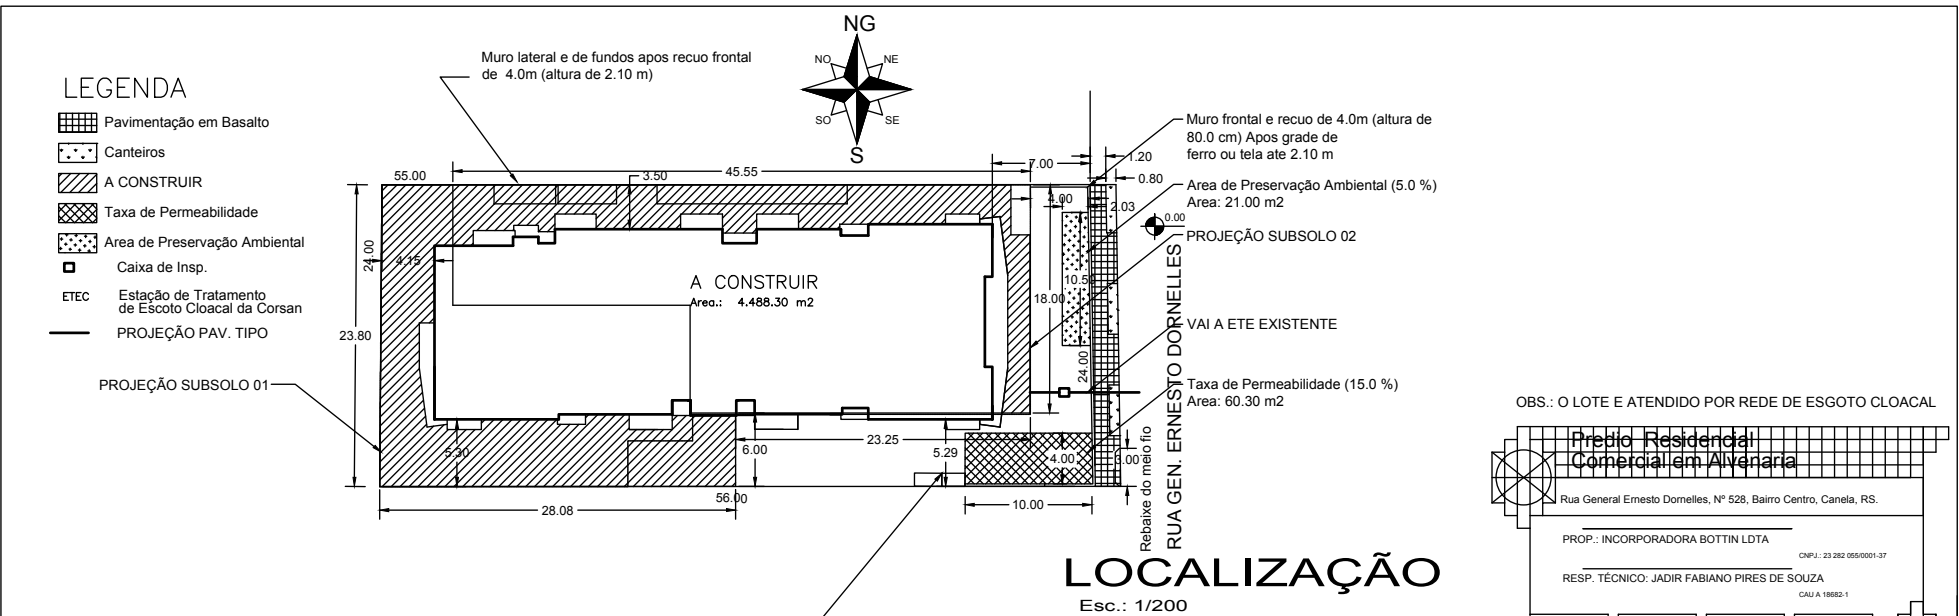 NG
NO
NE
SO
SE
S
Muro lateral e de fundos apos recuo frontal
de 4.0m (altura de 2.10 m)
LEGENDA
Pavimentação em Basalto
Canteiros
A CONSTRUIR
Taxa de Permeabilidade
Area de Preservação Ambiental
Caixa de Insp.
ETEC
Estação de Tratamento
de Escoto Cloacal da Corsan
PROJEÇÃO PAV. TIPO
PROJEÇÃO SUBSOLO 01
Muro frontal e recuo de 4.0m (altura de
80.0 cm) Apos grade de
ferro ou tela ate 2.10 m
Area de Preservação Ambiental (5.0 %)
Area: 21.00 m2
PROJEÇÃO SUBSOLO 02
VAI A ETE EXISTENTE
Taxa de Permeabilidade (15.0 %)
Area: 60.30 m2
55.00
45.55
3.50
7.00
1.20
0.80
4.00
2.03
0.00
24.00
4.15
A CONSTRUIR
Area.: 4.488.30 m2
10.50
18.00
23.80
24.00
5.30
6.00
23.25
5.29
4.00
3.00
56.00
28.08
10.00
Rebaixe do meio fio
RUA GEN. ERNESTO DORNELLES
LOCALIZAÇÃO
Esc.: 1/200
OBS.: O LOTE E ATENDIDO POR REDE DE ESGOTO CLOACAL
Predio Residencial
Comercial em Alvenaria
Rua General Ernesto Dornelles, Nº 528, Bairro Centro, Canela, RS.
PROP.: INCORPORADORA BOTTIN LDTA
CNPJ.: 23 282 055/0001-37
RESP. TÉCNICO: JADIR FABIANO PIRES DE SOUZA
CAU A 18682-1